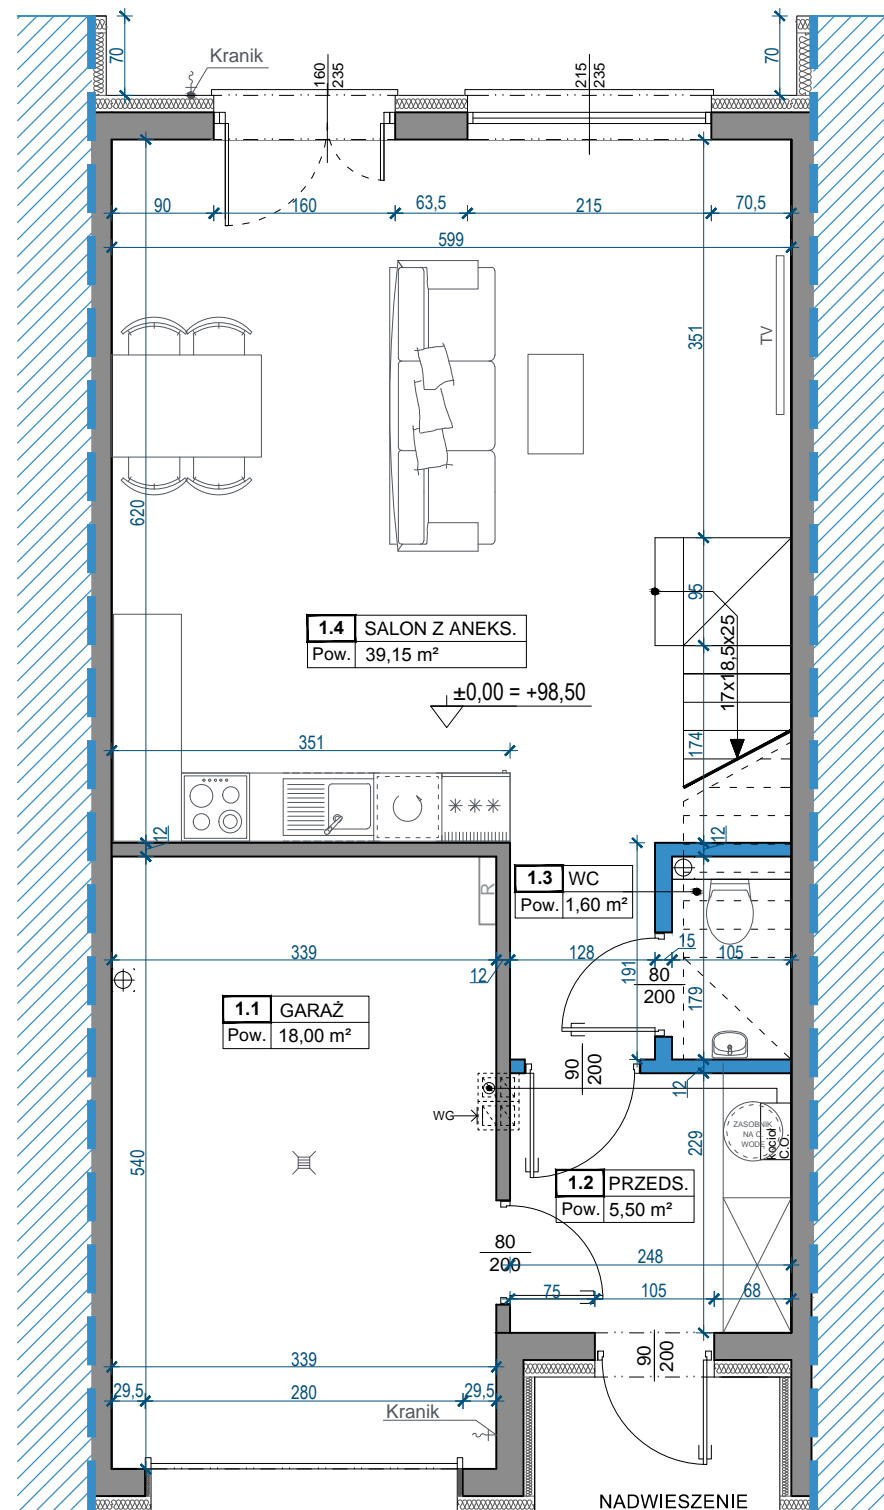 70
Kranik
160
235
215
235
70
90
160
63,5
215
70,5
599
TV
351
620
95
1.4 SALON Z ANEKS.
Pow. 39,15 m²
17x18,5x25
±0,00 = +98,50
351
174
12
12
R
1.3 WC
Pow. 1,60 m²
339
12
128
191
15
105
80
200
179
1.1 GARAŻ
Pow. 18,00 m²
90
200
12
WG
ZASOBNIK
NA C.
WODĘ
Kocioł
C.O.
229
540
1.2 PRZEDS.
Pow. 5,50 m²
80
200
248
75
105
68
339
90
200
29,5
280
29,5
Kranik
NADWIESZENIE